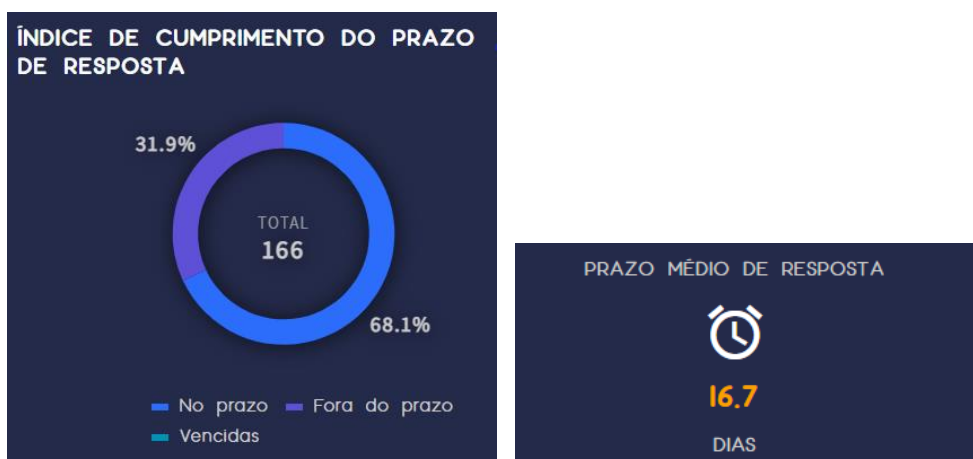 ÍNDICE DE CUMPRIMENTO DO PRAZO
DE RESPOSTA
31.9%
TOTAL
166
68.1%
No prazo Fora do prazo
Vencidas
PRAZO MÉDIO DE RESPOSTA
16.7
DIAS